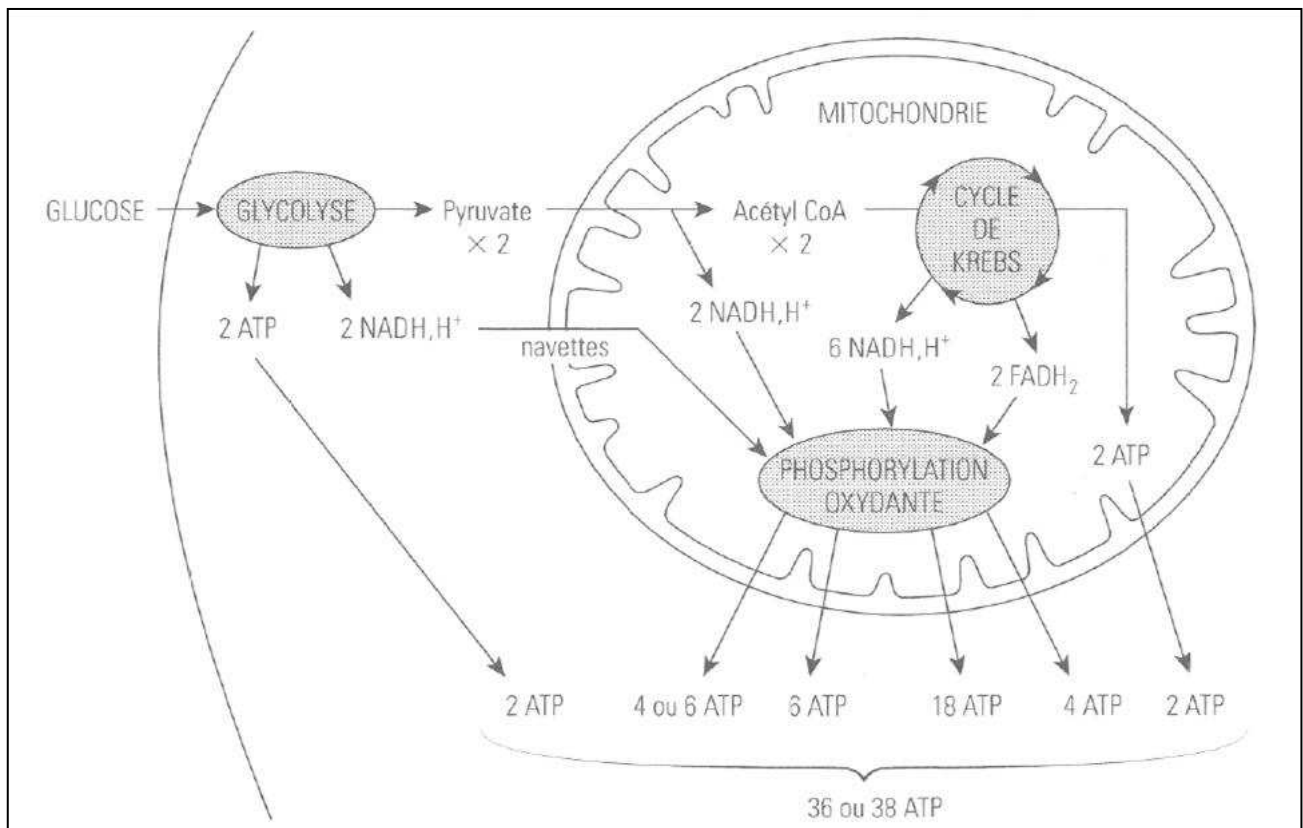 MITOCHONDRIE
GLUCOSE
GLYCOLYSE
Pyruvate
× 2
Acétyl CoA
× 2
CYCLE
DE
KREBS
2 ATP
2 NADH,H⁺
navettes
2 NADH,H⁺
6 NADH,H⁺
2 FADH₂
2 ATP
PHOSPHORYLATION
OXYDANTE
2 ATP
4 ou 6 ATP
6 ATP
18 ATP
4 ATP
2 ATP
36 ou 38 ATP